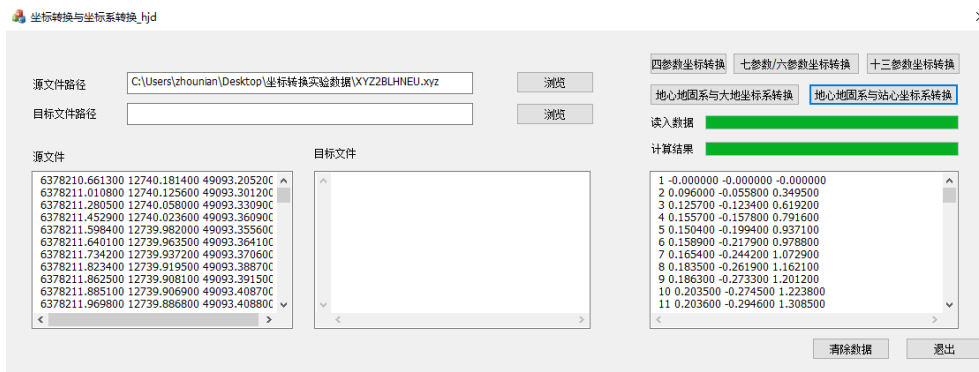 坐标转换与坐标系转换_hjd
源文件路径 C:\Users\zhounian\Desktop\坐标转换实验数据\XYZ2BLHNEU.xyz 浏览
目标文件路径 浏览
四参数坐标转换 七参数/六参数坐标转换 十三参数坐标转换
地心地固系与大地坐标系转换 地心地固系与站心坐标系转换
读入数据
计算结果
源文件
6378210.661300 12740.181400 49093.20520
6378211.010800 12740.125600 49093.30120
6378211.280500 12740.058000 49093.33090
6378211.452900 12740.023600 49093.36090
6378211.598400 12739.982000 49093.35560
6378211.640100 12739.963500 49093.36410
6378211.734200 12739.937200 49093.37060
6378211.823400 12739.919500 49093.38870
6378211.862500 12739.908100 49093.39150
6378211.885100 12739.906900 49093.40870
6378211.969800 12739.886800 49093.40880
目标文件
1 -0.000000 -0.000000 -0.000000
2 0.096000 -0.055800 0.349500
3 0.125700 -0.123400 0.619200
4 0.155700 -0.157800 0.791600
5 0.150400 -0.199400 0.937100
6 0.158900 -0.217900 0.978800
7 0.165400 -0.244200 1.072900
8 0.183500 -0.261900 1.162100
9 0.186300 -0.273300 1.201200
10 0.203500 -0.274500 1.223800
11 0.203600 -0.294600 1.308500
清除数据 退出